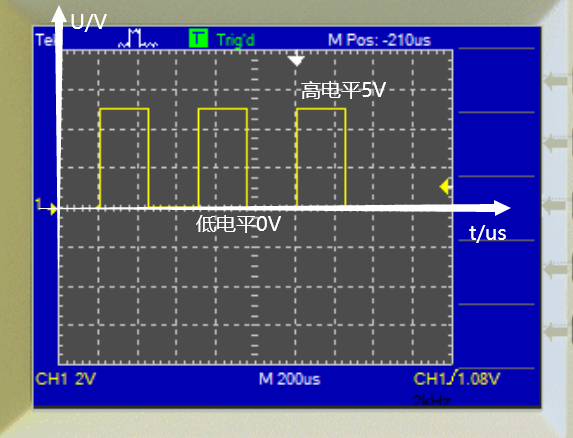 U/V
Tek
T Trig'd
M Pos: -210us
高电平5V
1
低电平0V
t/us
CH1 2V
M 200us
CH1 1.08V
2kHz